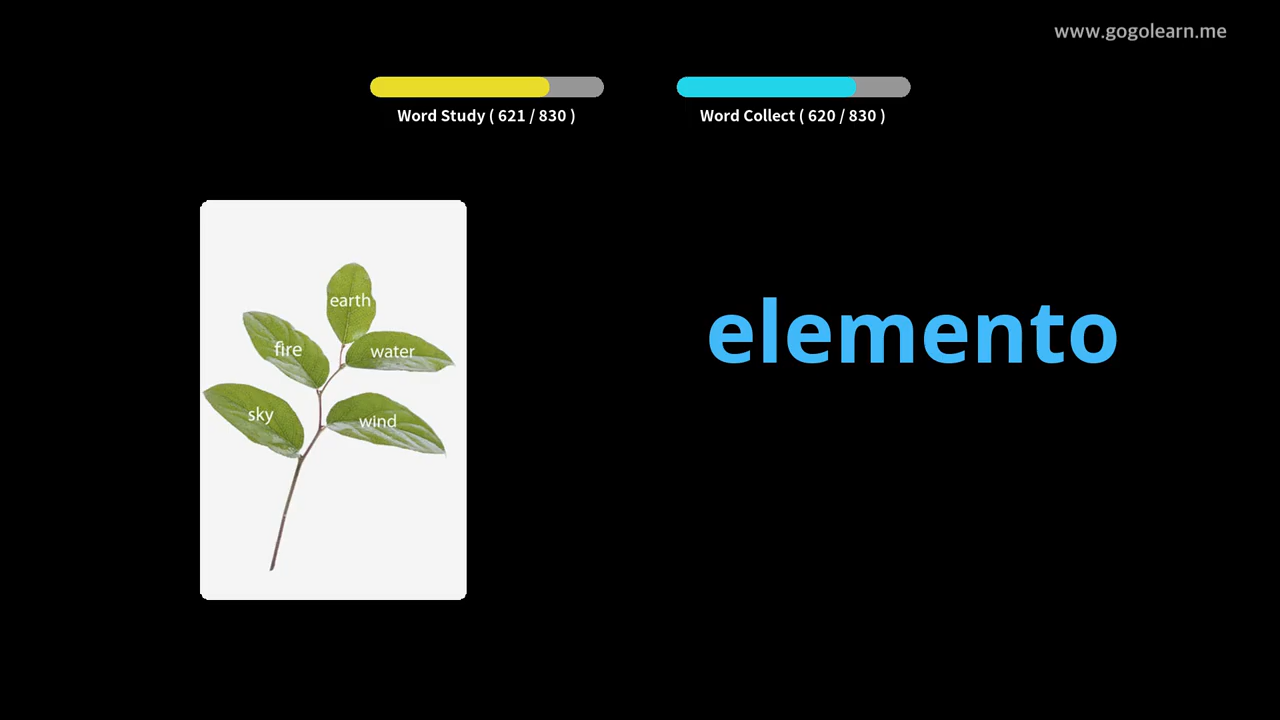 www.gogolearn.me
Word Study ( 621 / 830 )
Word Collect ( 620 / 830 )
earth
fire
water
sky
wind
elemento